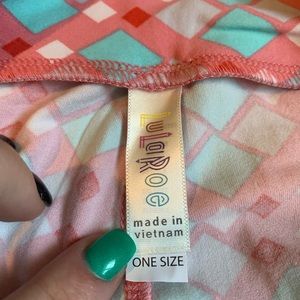 LuLaRoe
made in
vietnam
ONE SIZE